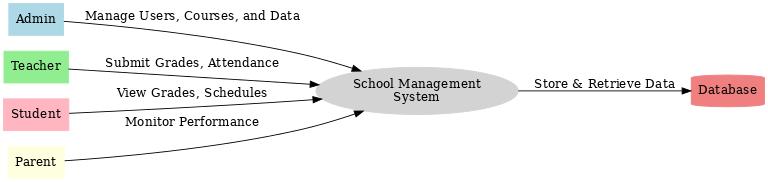 Admin
Manage Users, Courses, and Data
Teacher
Submit Grades, Attendance
Student
View Grades, Schedules
Parent
Monitor Performance
School Management
System
Store & Retrieve Data
Database